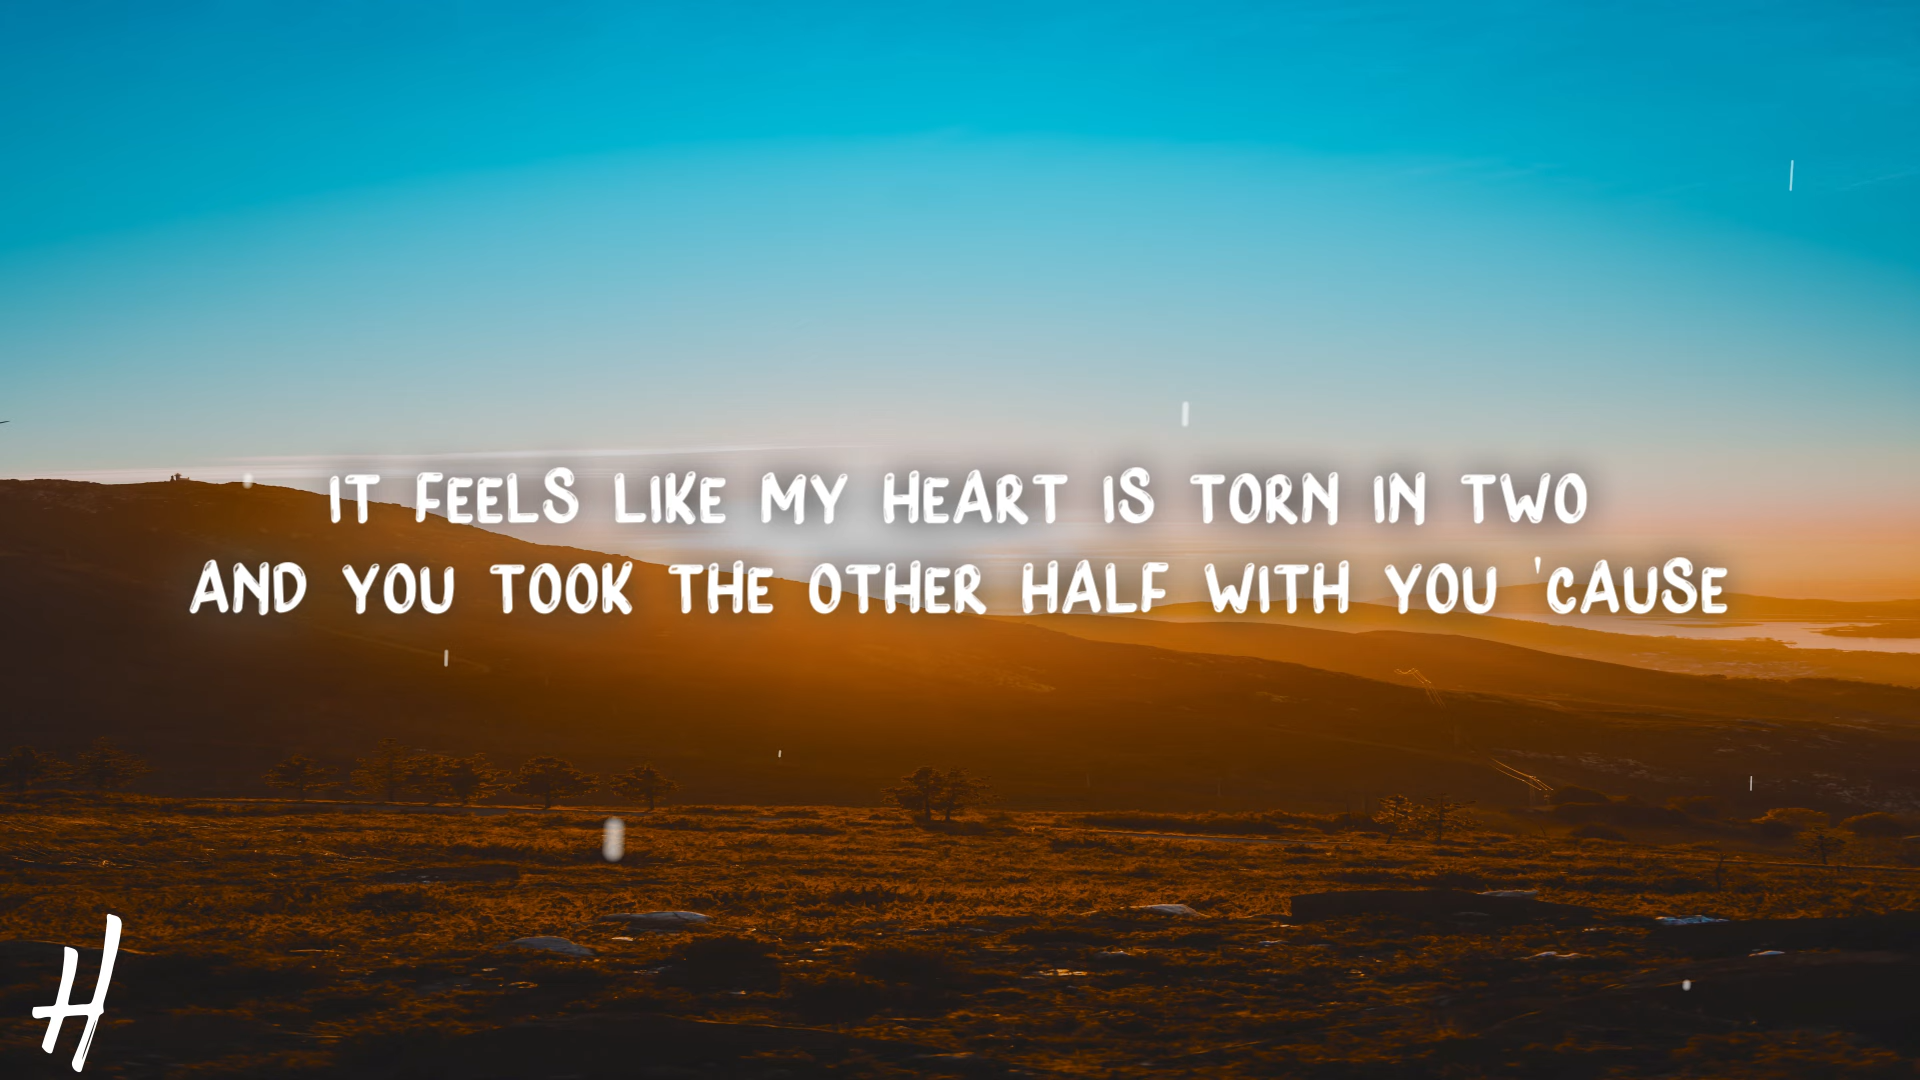 IT FEELS LIKE MY HEART IS TORN IN TWO
AND YOU TOOK THE OTHER HALF WITH YOU 'CAUSE
H